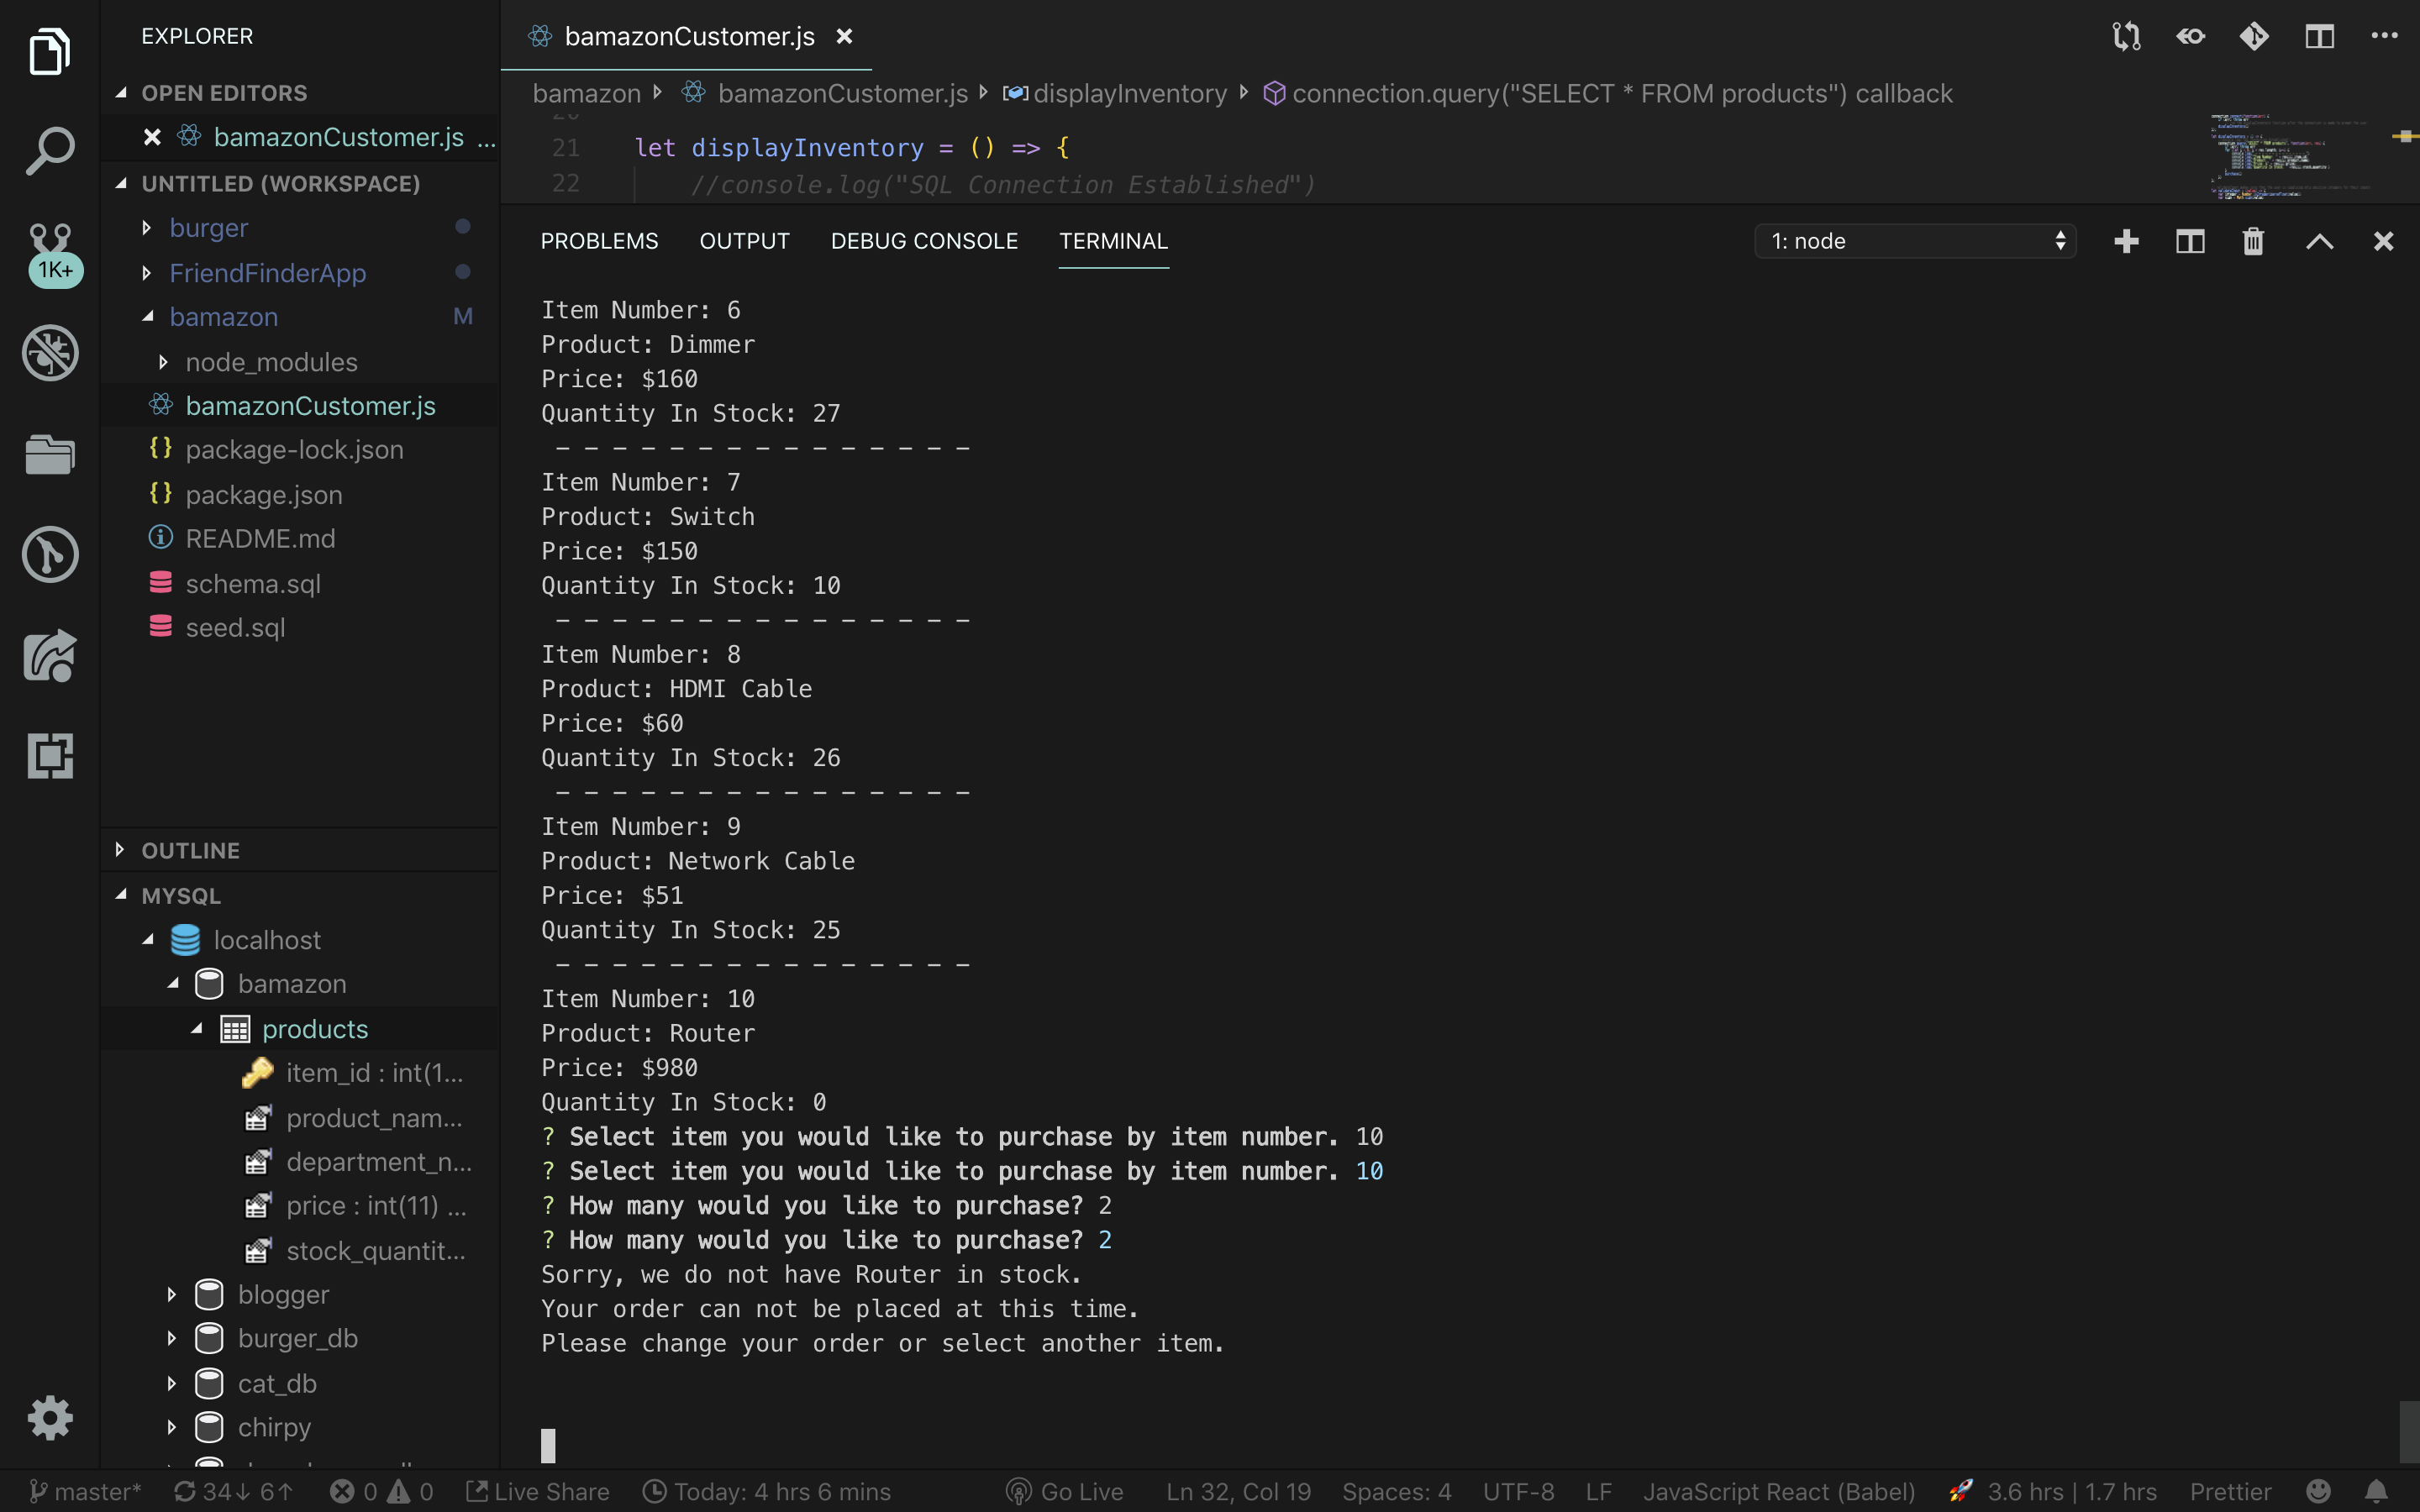 EXPLORER
OPEN EDITORS
bamazonCustomer.js ...
UNTITLED (WORKSPACE)
burger
FriendFinderApp
bamazon M
node_modules
bamazonCustomer.js
package-lock.json
package.json
README.md
schema.sql
seed.sql
OUTLINE
MYSQL
localhost
bamazon
products
item_id : int(1...
product_nam...
department_n...
price : int(11) ...
stock_quantit...
blogger
burger_db
cat_db
chirpy
1K+
bamazonCustomer.js
bamazon bamazonCustomer.js displayInventory connection.query("SELECT * FROM products") callback
21 let displayInventory = () => {
22 //console.log("SQL Connection Established")
PROBLEMS OUTPUT DEBUG CONSOLE TERMINAL 1: node
Item Number: 6
Product: Dimmer
Price: $160
Quantity In Stock: 27
- - - - - - - - - - - - - - -
Item Number: 7
Product: Switch
Price: $150
Quantity In Stock: 10
- - - - - - - - - - - - - - -
Item Number: 8
Product: HDMI Cable
Price: $60
Quantity In Stock: 26
- - - - - - - - - - - - - - -
Item Number: 9
Product: Network Cable
Price: $51
Quantity In Stock: 25
- - - - - - - - - - - - - - -
Item Number: 10
Product: Router
Price: $980
Quantity In Stock: 0
? Select item you would like to purchase by item number. 10
? Select item you would like to purchase by item number. 10
? How many would you like to purchase? 2
? How many would you like to purchase? 2
Sorry, we do not have Router in stock.
Your order can not be placed at this time.
Please change your order or select another item.
master* 34↓ 6↑ 0 0 Live Share Today: 4 hrs 6 mins Go Live Ln 32, Col 19 Spaces: 4 UTF-8 LF JavaScript React (Babel) 3.6 hrs | 1.7 hrs Prettier